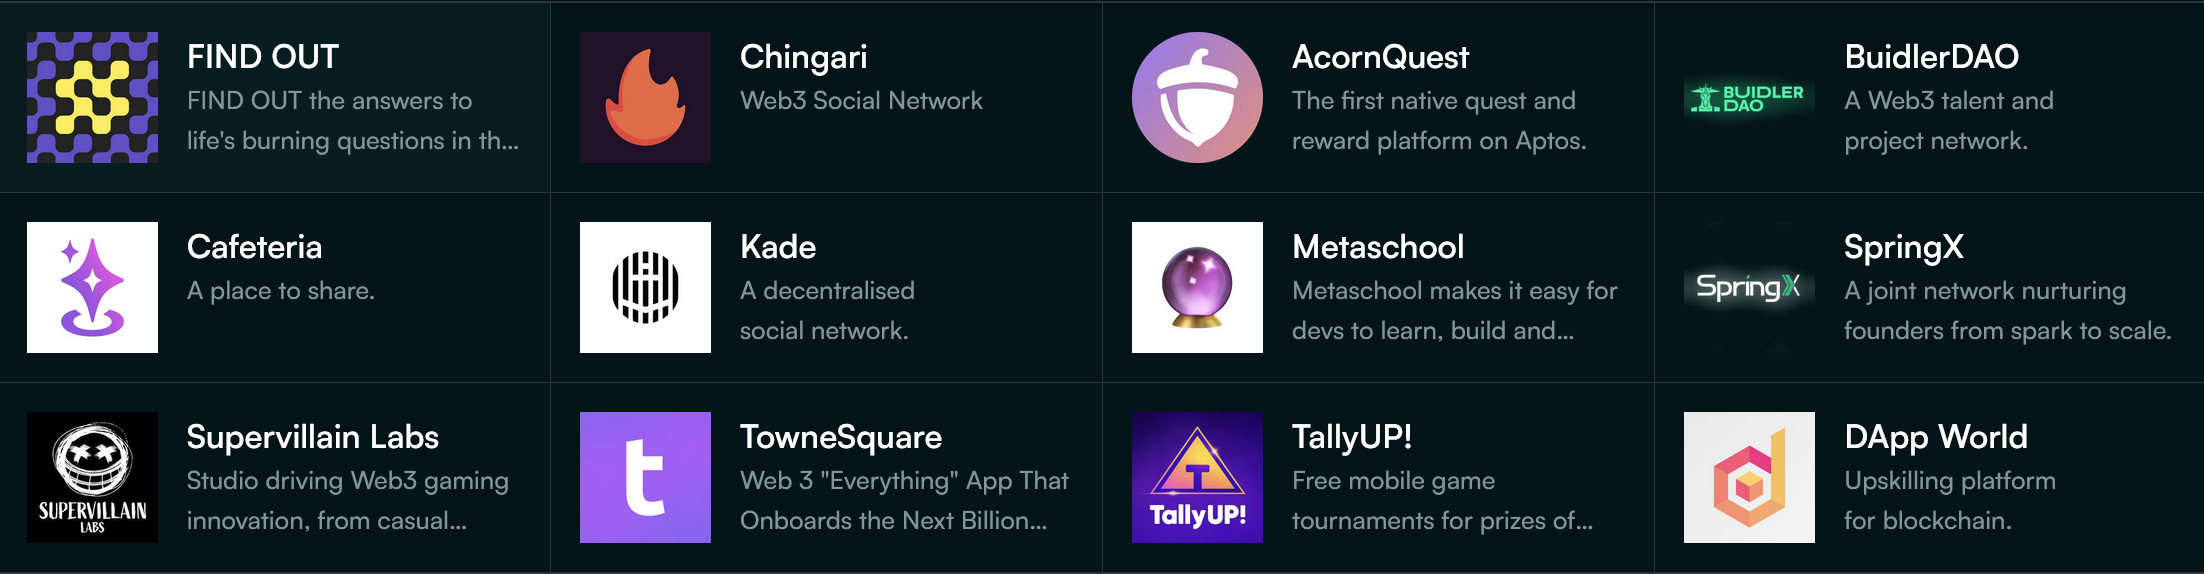 FIND OUT
FIND OUT the answers to
life's burning questions in th...
Chingari
Web3 Social Network
AcornQuest
The first native quest and
reward platform on Aptos.
BUIDLER
DAO
BuidlerDAO
A Web3 talent and
project network.
Cafeteria
A place to share.
Kade
A decentralised
social network.
Metaschool
Metaschool makes it easy for
devs to learn, build and...
SpringX
SpringX
A joint network nurturing
founders from spark to scale.
SUPERVILLAIN
LABS
Supervillain Labs
Studio driving Web3 gaming
innovation, from casual...
t
TowneSquare
Web 3 "Everything" App That
Onboards the Next Billion...
T
TallyUP!
TallyUP!
Free mobile game
tournaments for prizes of...
DApp World
Upskilling platform
for blockchain.